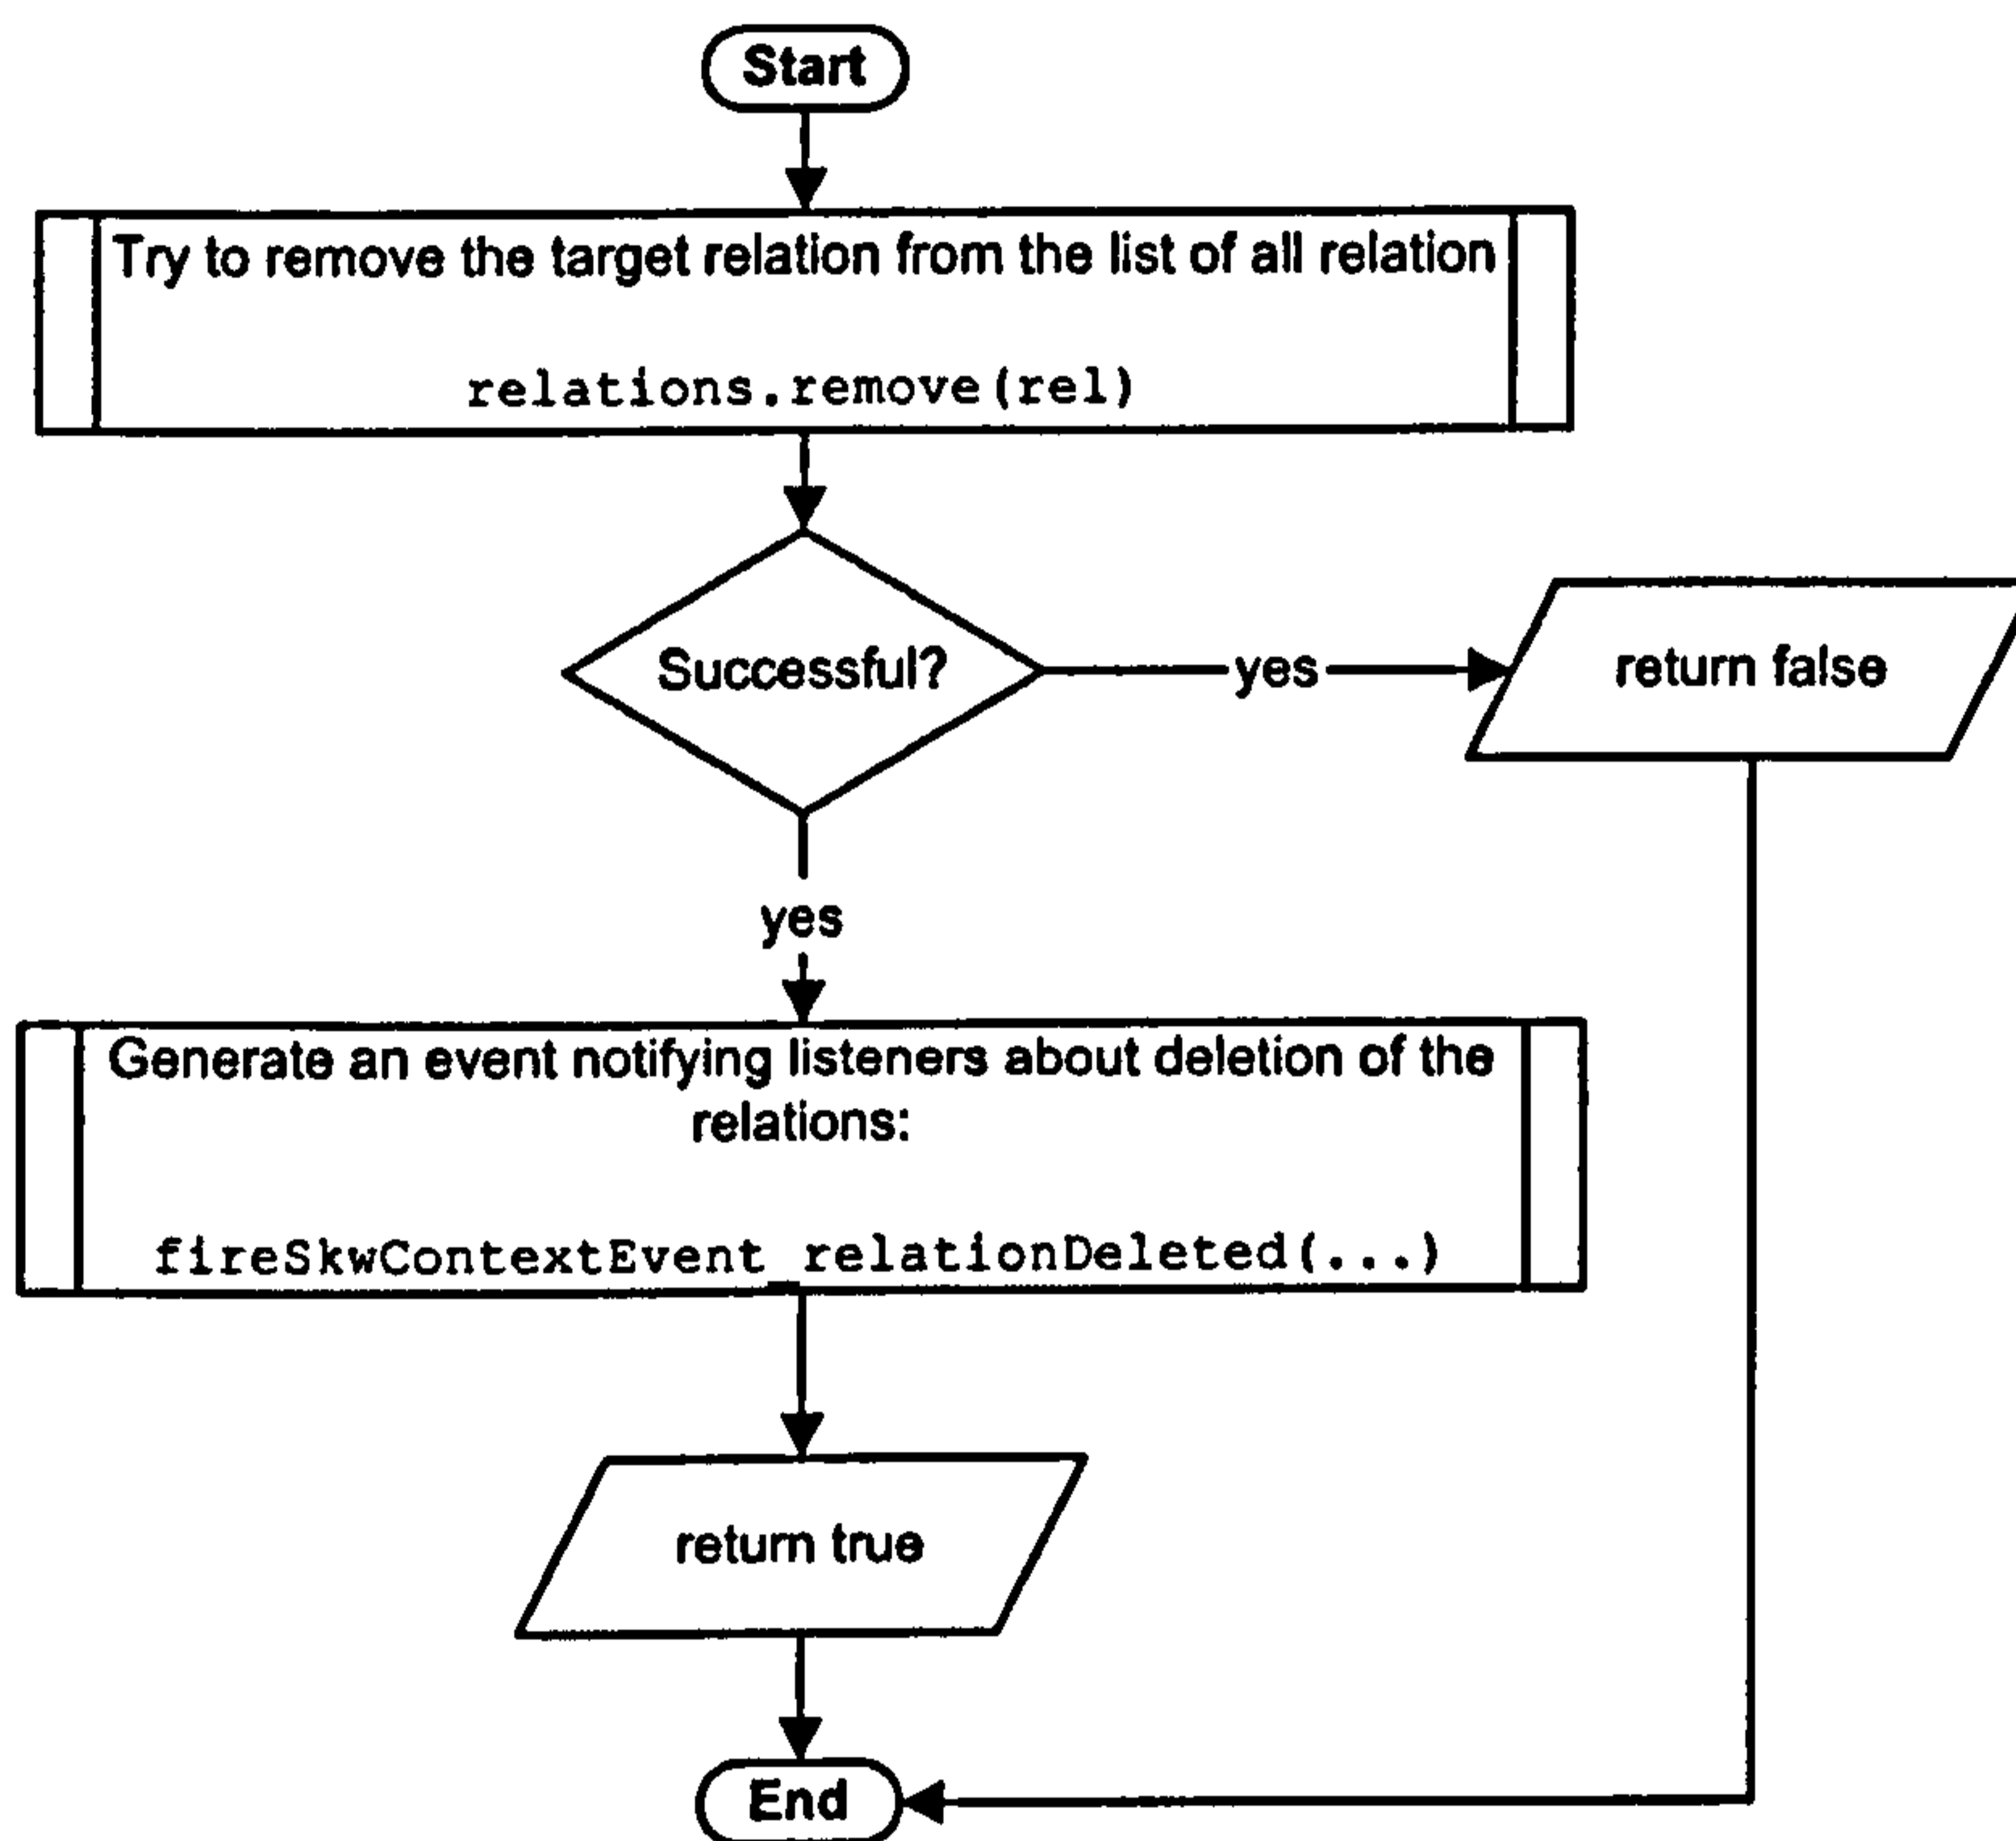 Start
Try to remove the target relation from the list of all relation
relations.remove(rel)
Successful?
yes
return false
yes
Generate an event notifying listeners about deletion of the
relations:
fireSkwContextEvent_relationDeleted(...)
return true
End